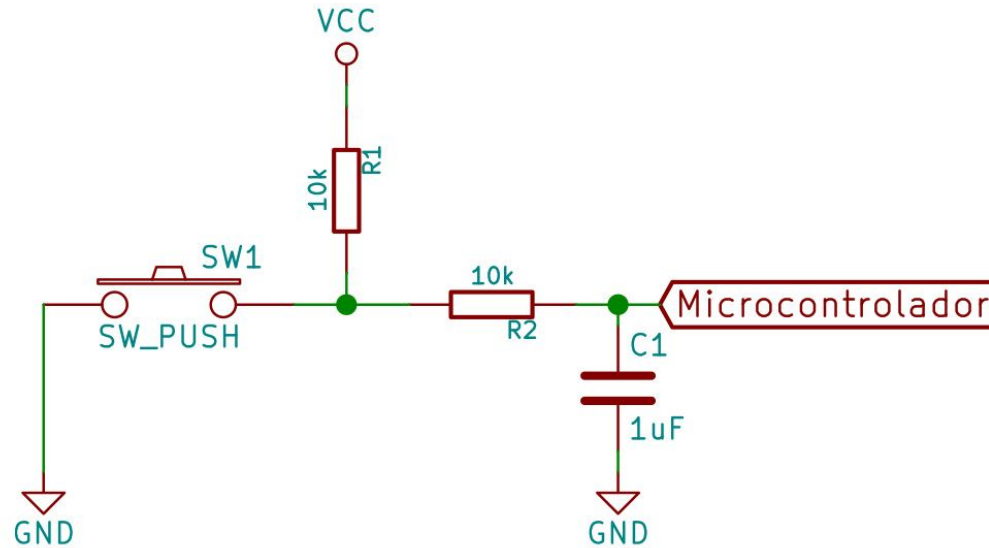 VCC
10k
R1
SW1
SW_PUSH
10k
R2
Microcontrolador
C1
1uF
GND
GND